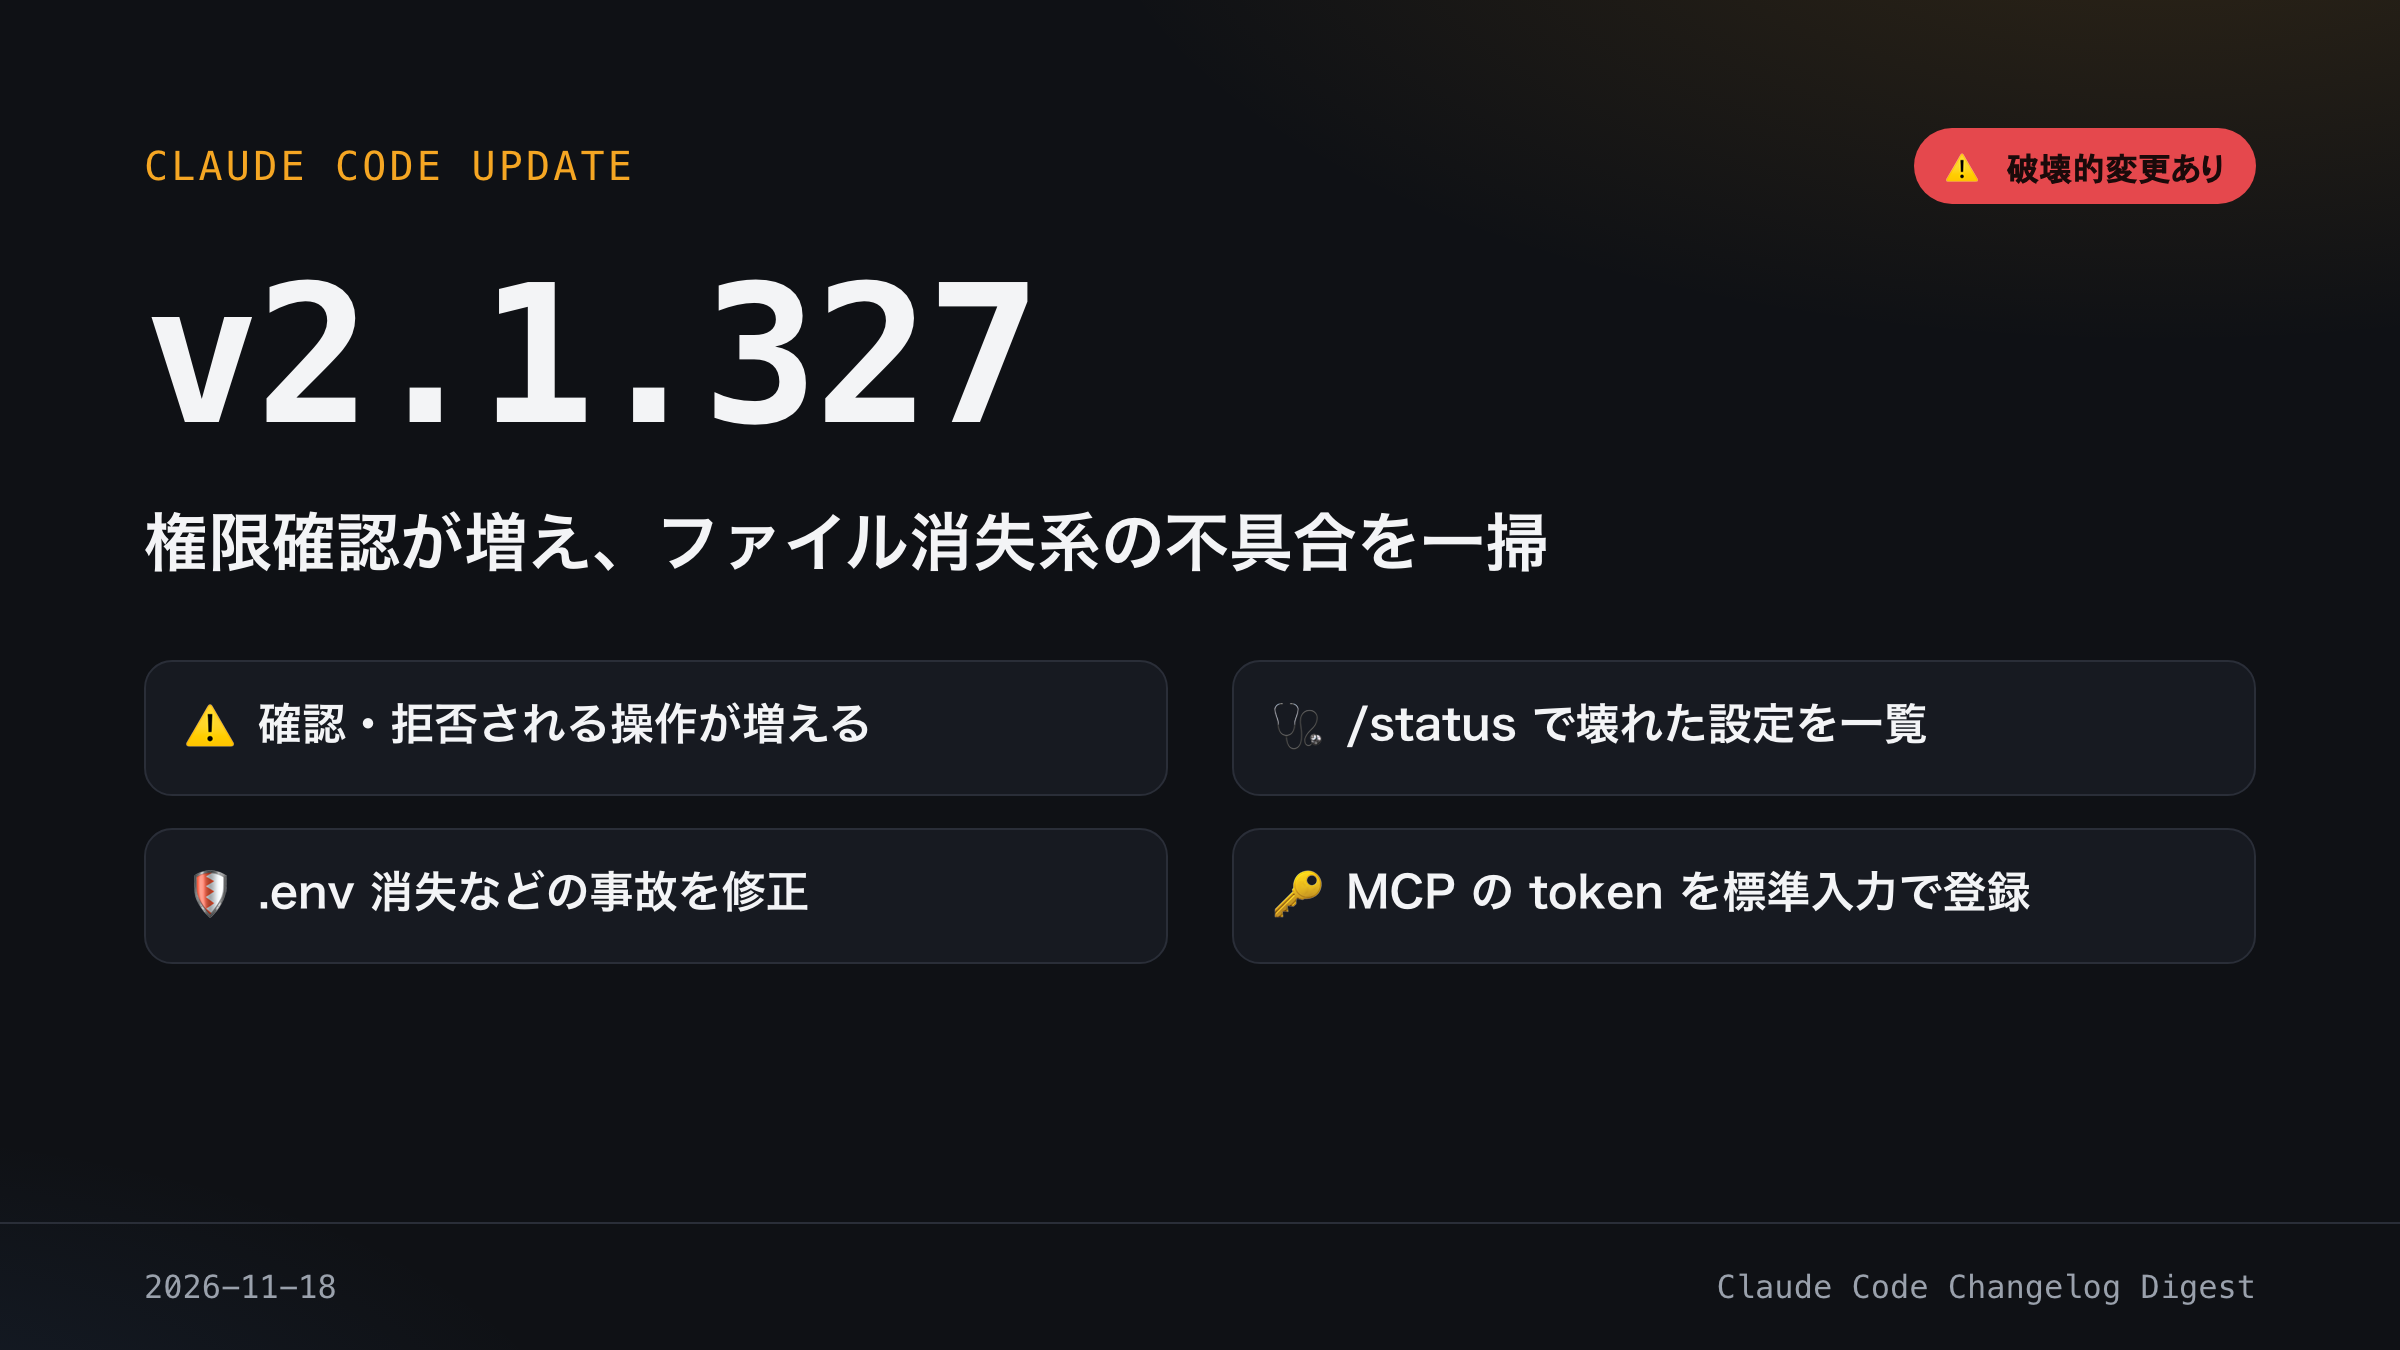 CLAUDE CODE UPDATE
⚠️ 破壊的変更あり
v2.1.327
権限確認が増え、ファイル消失系の不具合を一掃
⚠️ 確認・拒否される操作が増える
🩺 /status で壊れた設定を一覧
🛡️ .env 消失などの事故を修正
🔑 MCP の token を標準入力で登録
2026-11-18
Claude Code Changelog Digest